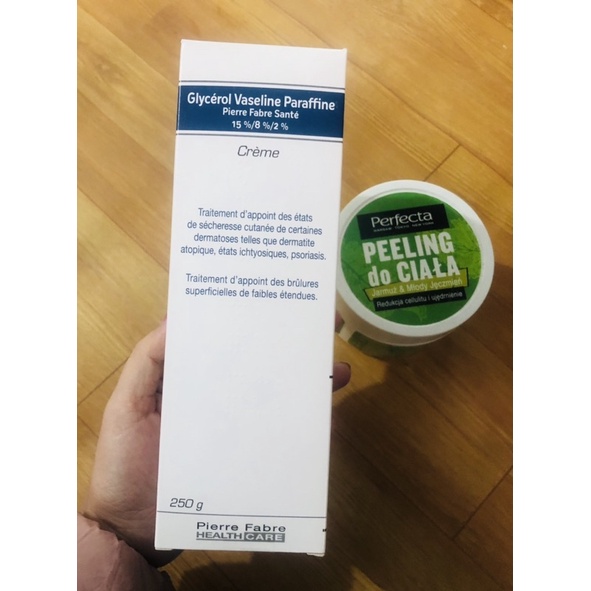 Glycérol Vaseline Paraffine
Pierre Fabre Santé
15 %/8 %/2 %
Crème
Traitement d'appoint des états
de sécheresse cutanée de certaines
dermatoses telles que dermatite
atopique, états ichtyosiques, psoriasis.
Traitement d'appoint des brûlures
superficielles de faibles étendues.
250 g
Pierre Fabre
HEALTH CARE
Perfecta
PEELING
do CIAŁA
Jarmuż & Młody Jęczmień
Redukcja cellulitu i ujędrnianie